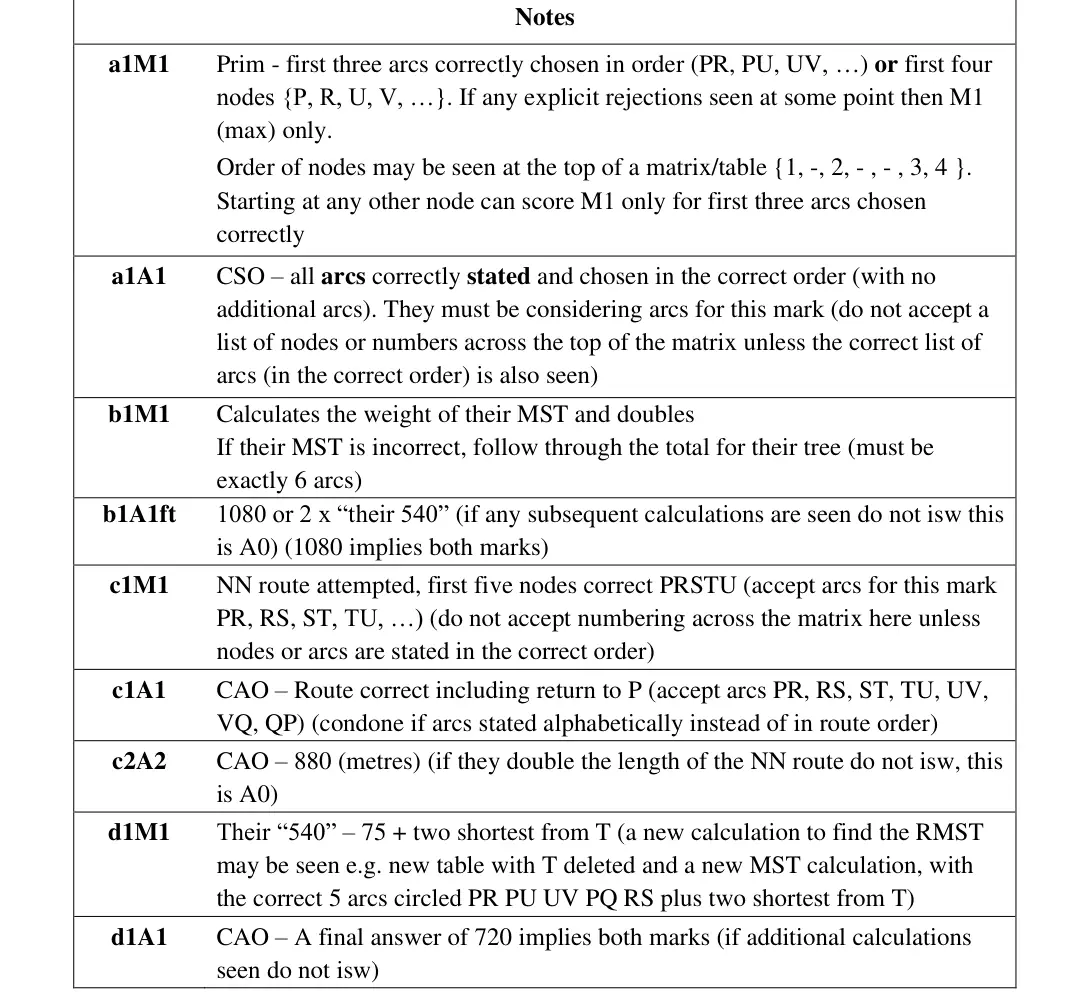 Notes
a1M1 Prim - first three arcs correctly chosen in order (PR, PU, UV, …) or first four
nodes {P, R, U, V, …}. If any explicit rejections seen at some point then M1
(max) only.
Order of nodes may be seen at the top of a matrix/table {1, -, 2, - , - , 3, 4 }.
Starting at any other node can score M1 only for first three arcs chosen
correctly
a1A1 CSO – all arcs correctly stated and chosen in the correct order (with no
additional arcs). They must be considering arcs for this mark (do not accept a
list of nodes or numbers across the top of the matrix unless the correct list of
arcs (in the correct order) is also seen)
b1M1 Calculates the weight of their MST and doubles
If their MST is incorrect, follow through the total for their tree (must be
exactly 6 arcs)
b1A1ft 1080 or 2 x “their 540” (if any subsequent calculations are seen do not isw this
is A0) (1080 implies both marks)
c1M1 NN route attempted, first five nodes correct PRSTU (accept arcs for this mark
PR, RS, ST, TU, …) (do not accept numbering across the matrix here unless
nodes or arcs are stated in the correct order)
c1A1 CAO – Route correct including return to P (accept arcs PR, RS, ST, TU, UV,
VQ, QP) (condone if arcs stated alphabetically instead of in route order)
c2A2 CAO – 880 (metres) (if they double the length of the NN route do not isw, this
is A0)
d1M1 Their “540” – 75 + two shortest from T (a new calculation to find the RMST
may be seen e.g. new table with T deleted and a new MST calculation, with
the correct 5 arcs circled PR PU UV PQ RS plus two shortest from T)
d1A1 CAO – A final answer of 720 implies both marks (if additional calculations
seen do not isw)